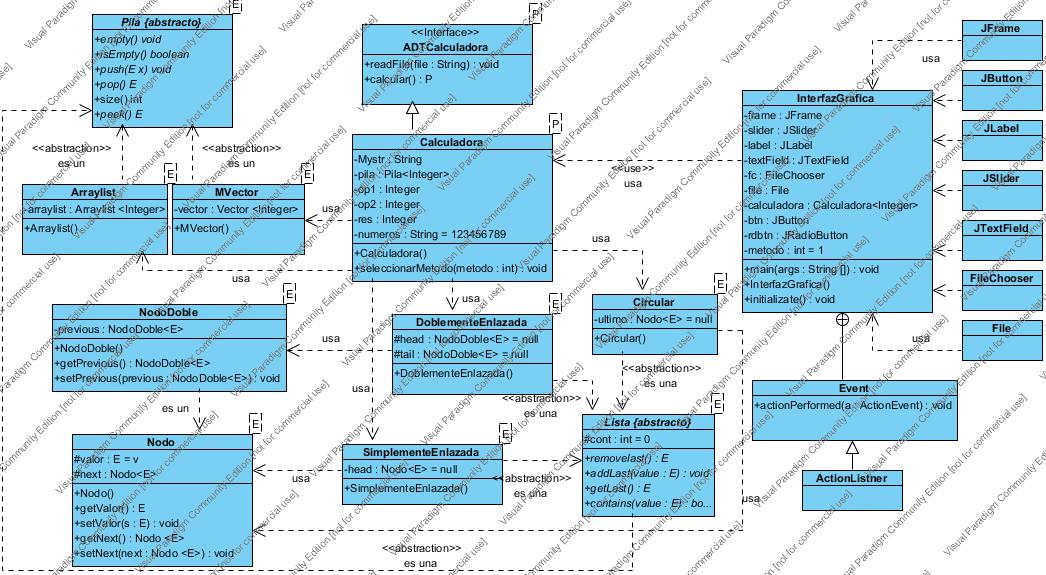 Pila {abstracto}
E
+empty() void
+isEmpty() boolean
+push(E x) void
+pop() E
+size() int
+peek() E
<<Interface>>
ADTCalculadora
P
+readFile(file : String) : void
+calcular() : P
<<abstraction>>
es un
<<abstraction>>
es un
Arraylist
E
-arraylist : Arraylist <Integer>
+Arraylist()
MVector
E
-vector : Vector <Integer>
+MVector()
usa
usa
Calculadora
P
-Mystr : String
-pila : Pila<Integer>
-op1 : Integer
-op2 : Integer
-res : Integer
-numeros : String = 123456789
+Calculadora()
+seleccionarMetodo(metodo : int) : void
<<use>>
usa
InterfazGrafica
-frame : JFrame
-slider : JSlider
-label : JLabel
-textField : JTextField
-fc : FileChooser
-file : File
-calculadora : Calculadora<Integer>
-btn : JButton
-rdbtn : JRadioButton
-metodo : int = 1
+main(args : String []) : void
+InterfazGrafica()
+initializate() : void
usa
JFrame
JButton
JLabel
JSlider
JTextField
FileChooser
File
usa
Event
+actionPerformed(a : ActionEvent) : void
ActionListner
NodoDoble
E
-previous : NodoDoble<E>
+NodoDoble()
+getPrevious() : NodoDoble<E>
+setPrevious(previous : NodoDoble<E>) : void
usa
es un
usa
DoblementeEnlazada
E
#head : NodoDoble<E> = null
#tail : NodoDoble<E> = null
+DoblementeEnlazada()
usa
usa
Circular
E
-ultimo : Nodo<E> = null
+Circular()
<<abstraction>>
es una
<<abstraction>>
es una
Nodo
E
#valor : E = v
#next : Nodo<E>
+Nodo()
+getValor() : E
+setValor(s : E) : void
+getNext() : Nodo <E>
+setNext(next : Nodo <E>) : void
usa
SimplementeEnlazada
E
-head : Nodo<E> = null
+SimplementeEnlazada()
<<abstraction>>
es una
Lista {abstracto}
E
#cont : int = 0
+removelast() : E
+addLast(value : E) : void
+getLast() : E
+contains(value : E) : bo...
usa
<<abstraction>>
es una
Visual Paradigm Community Edition [not for commercial use]